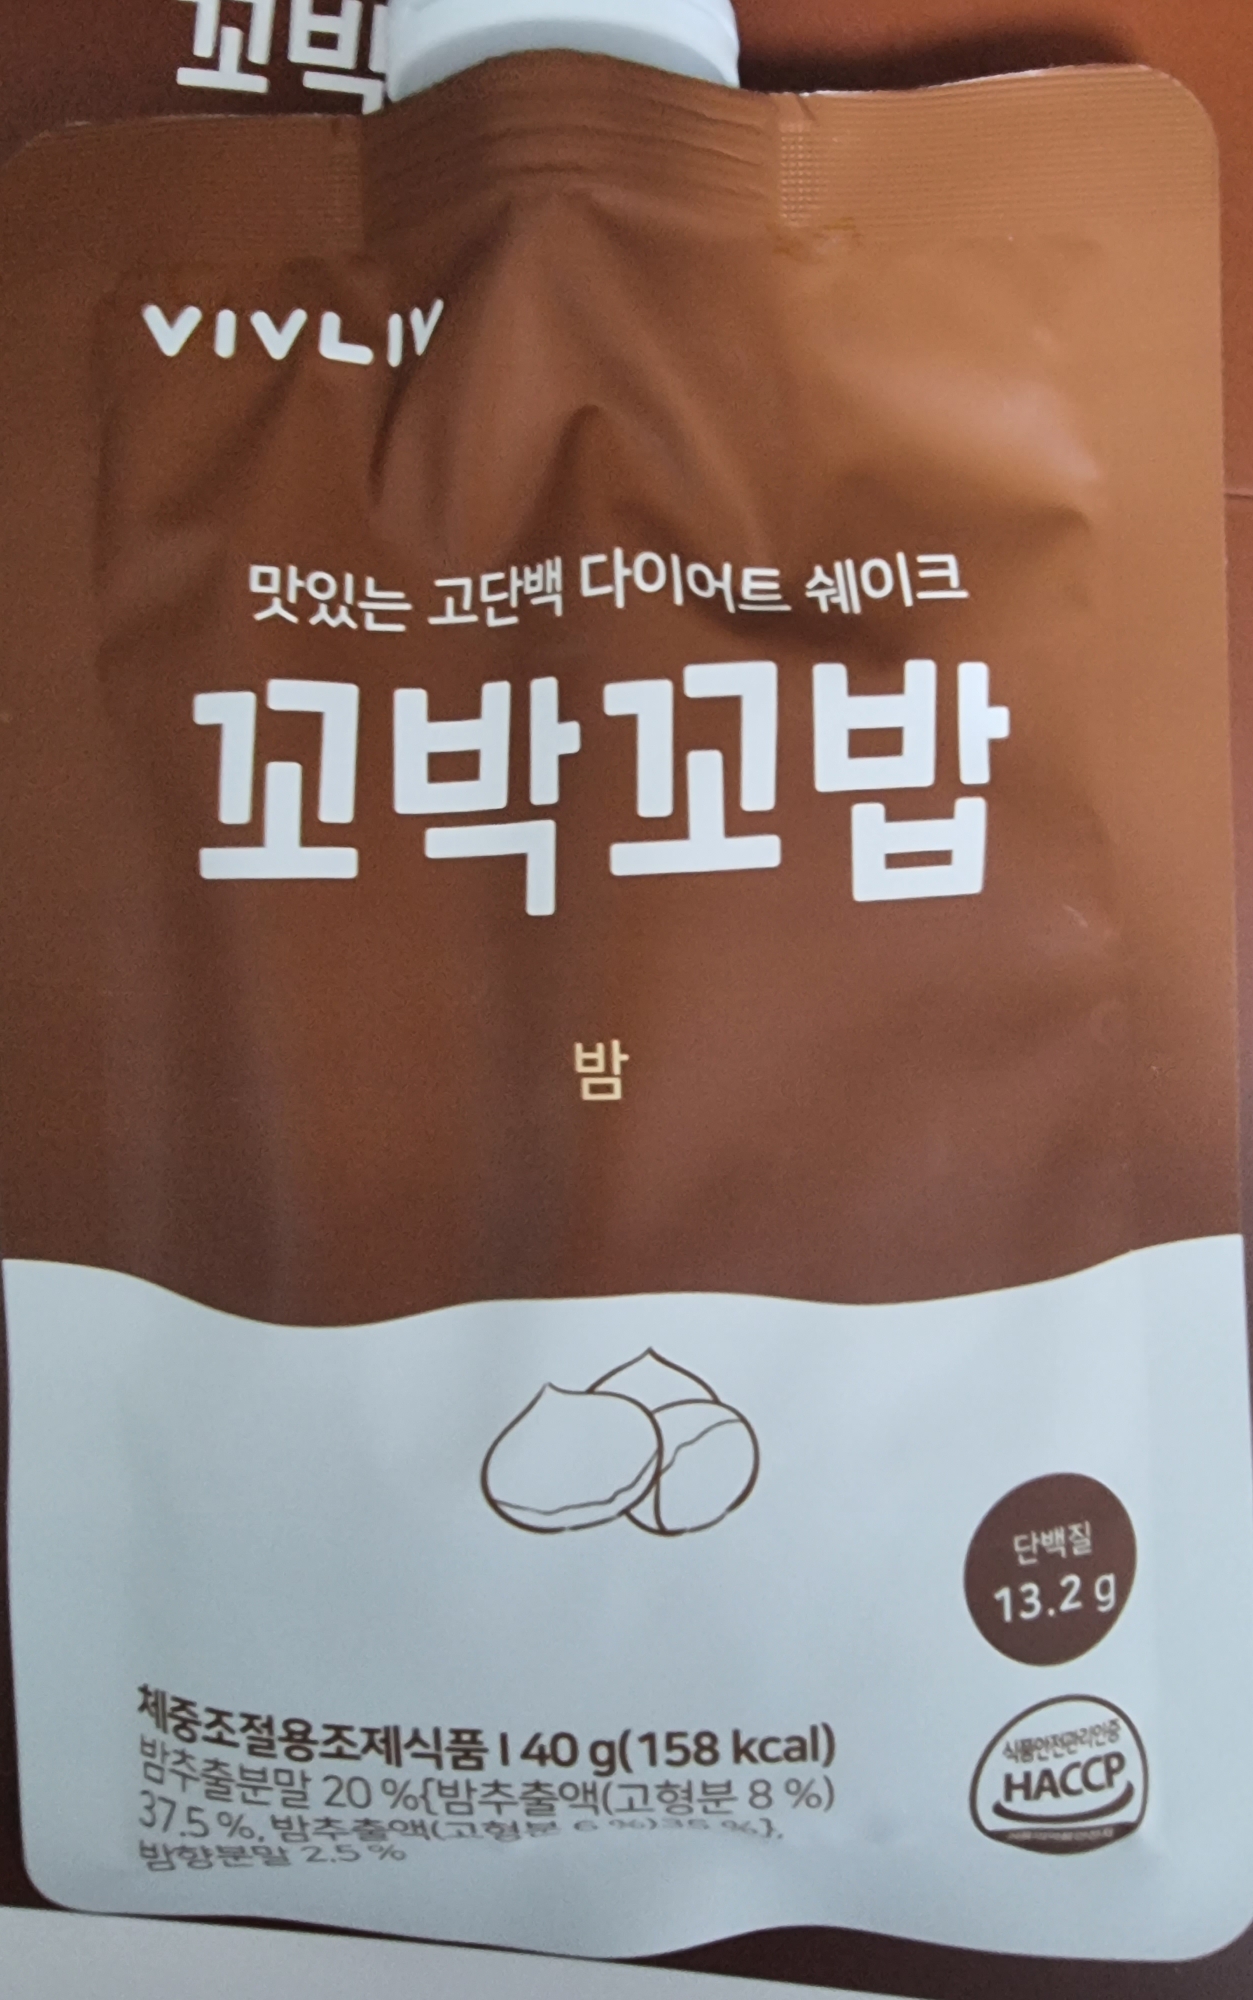 꼬박
VIVLIV
맛있는 고단백 다이어트 쉐이크
꼬박꼬밥
밤
단백질
13.2 g
체중조절용조제식품 I 40 g(158 kcal)
밤추출분말 20 %{밤추출액(고형분 8 %)
37.5 %, 밤추출액(고형분 6 %)36 %},
밤향분말 2.5 %
식품안전관리인증
HACCP